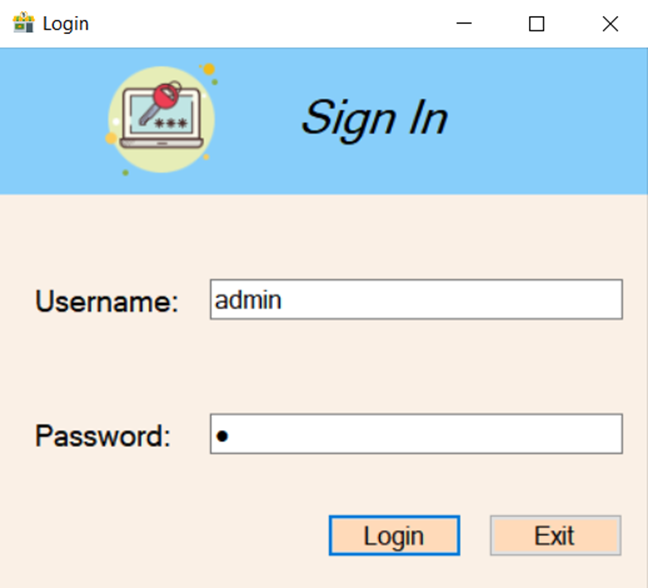 Login
Sign In
***
Username: admin
Password: ●
Login Exit